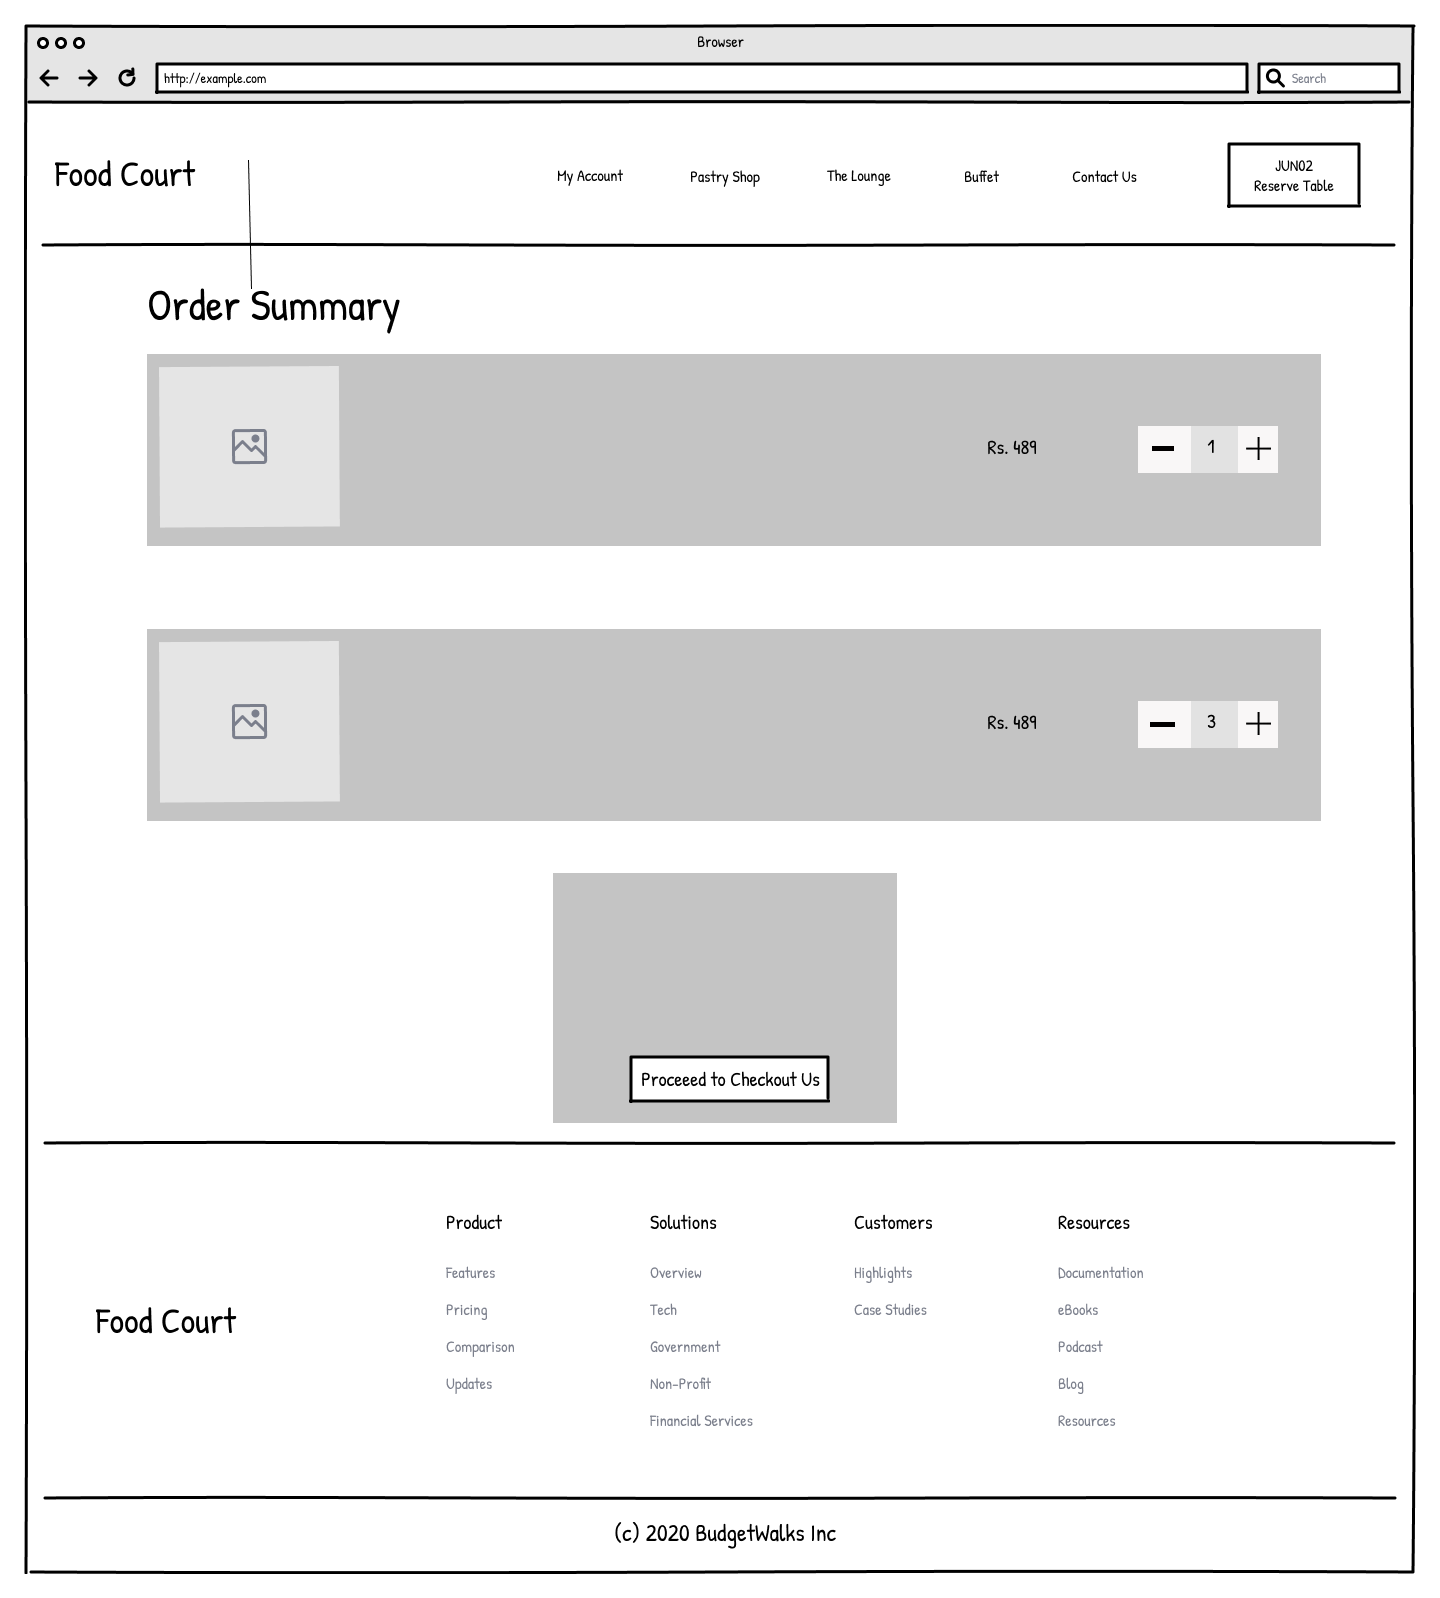 Browser
http://example.com
Search
Food Court
My Account
Pastry Shop
The Lounge
Buffet
Contact Us
JUN02
Reserve Table
Order Summary
Rs. 489
1
Rs. 489
3
Proceeed to Checkout Us
Product
Solutions
Customers
Resources
Features
Overview
Highlights
Documentation
Pricing
Tech
Case Studies
eBooks
Food Court
Comparison
Government
Podcast
Updates
Non-Profit
Blog
Financial Services
Resources
(c) 2020 BudgetWalks Inc